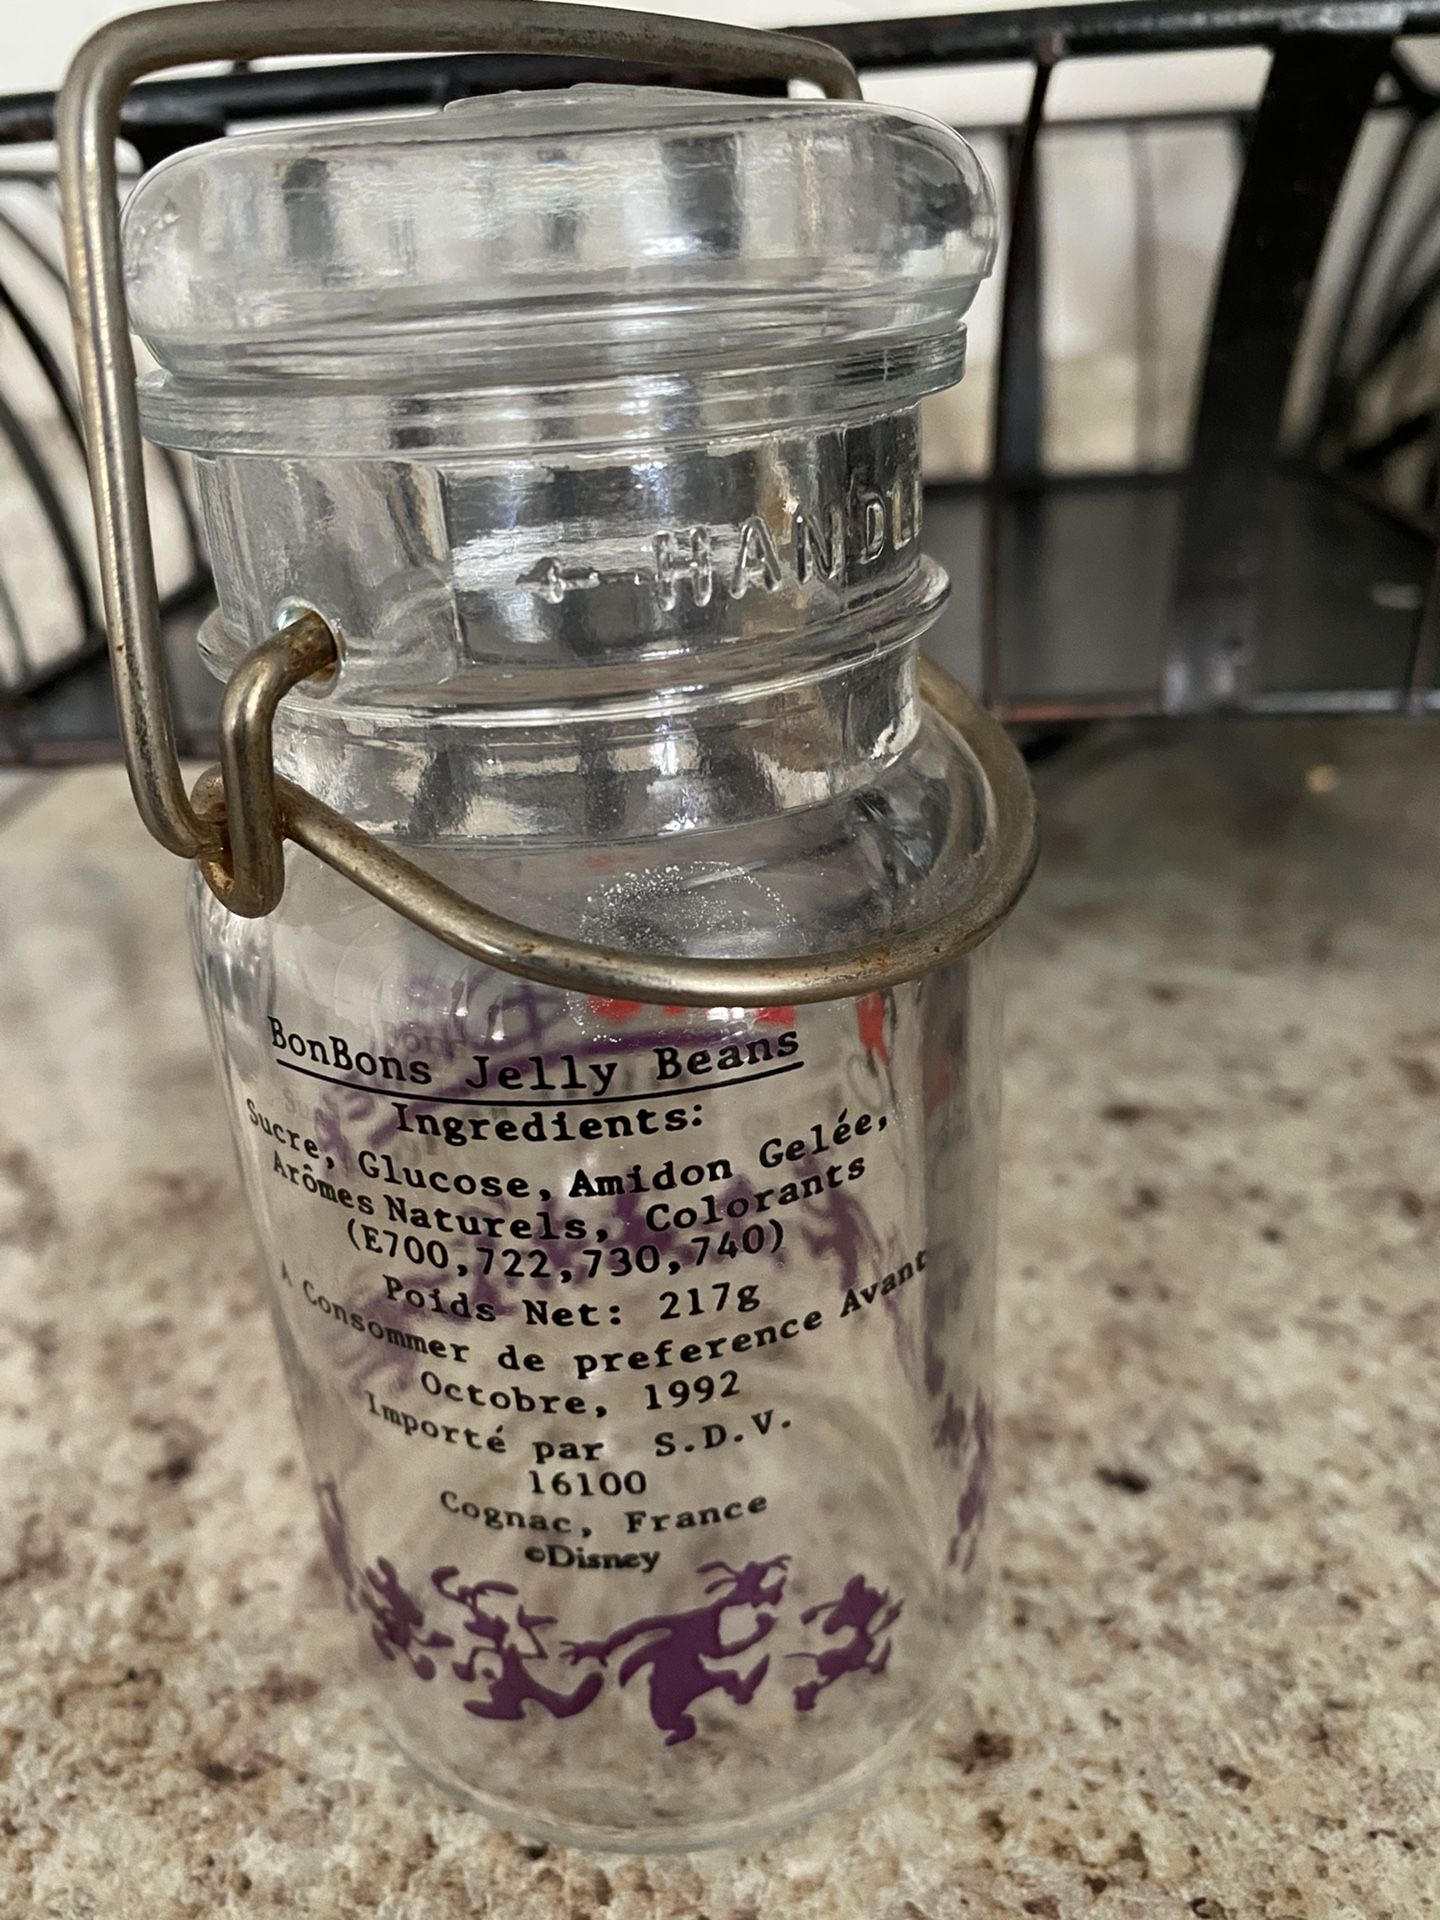 ← HANDL
BonBons Jelly Beans
Ingredients:
Sucre, Glucose, Amidon Gelée,
Arômes Naturels, Colorants
(E700,722,730,740)
Poids Net: 217g
A Consommer de preference Avant
Octobre, 1992
Importé par S.D.V.
16100
Cognac, France
©Disney